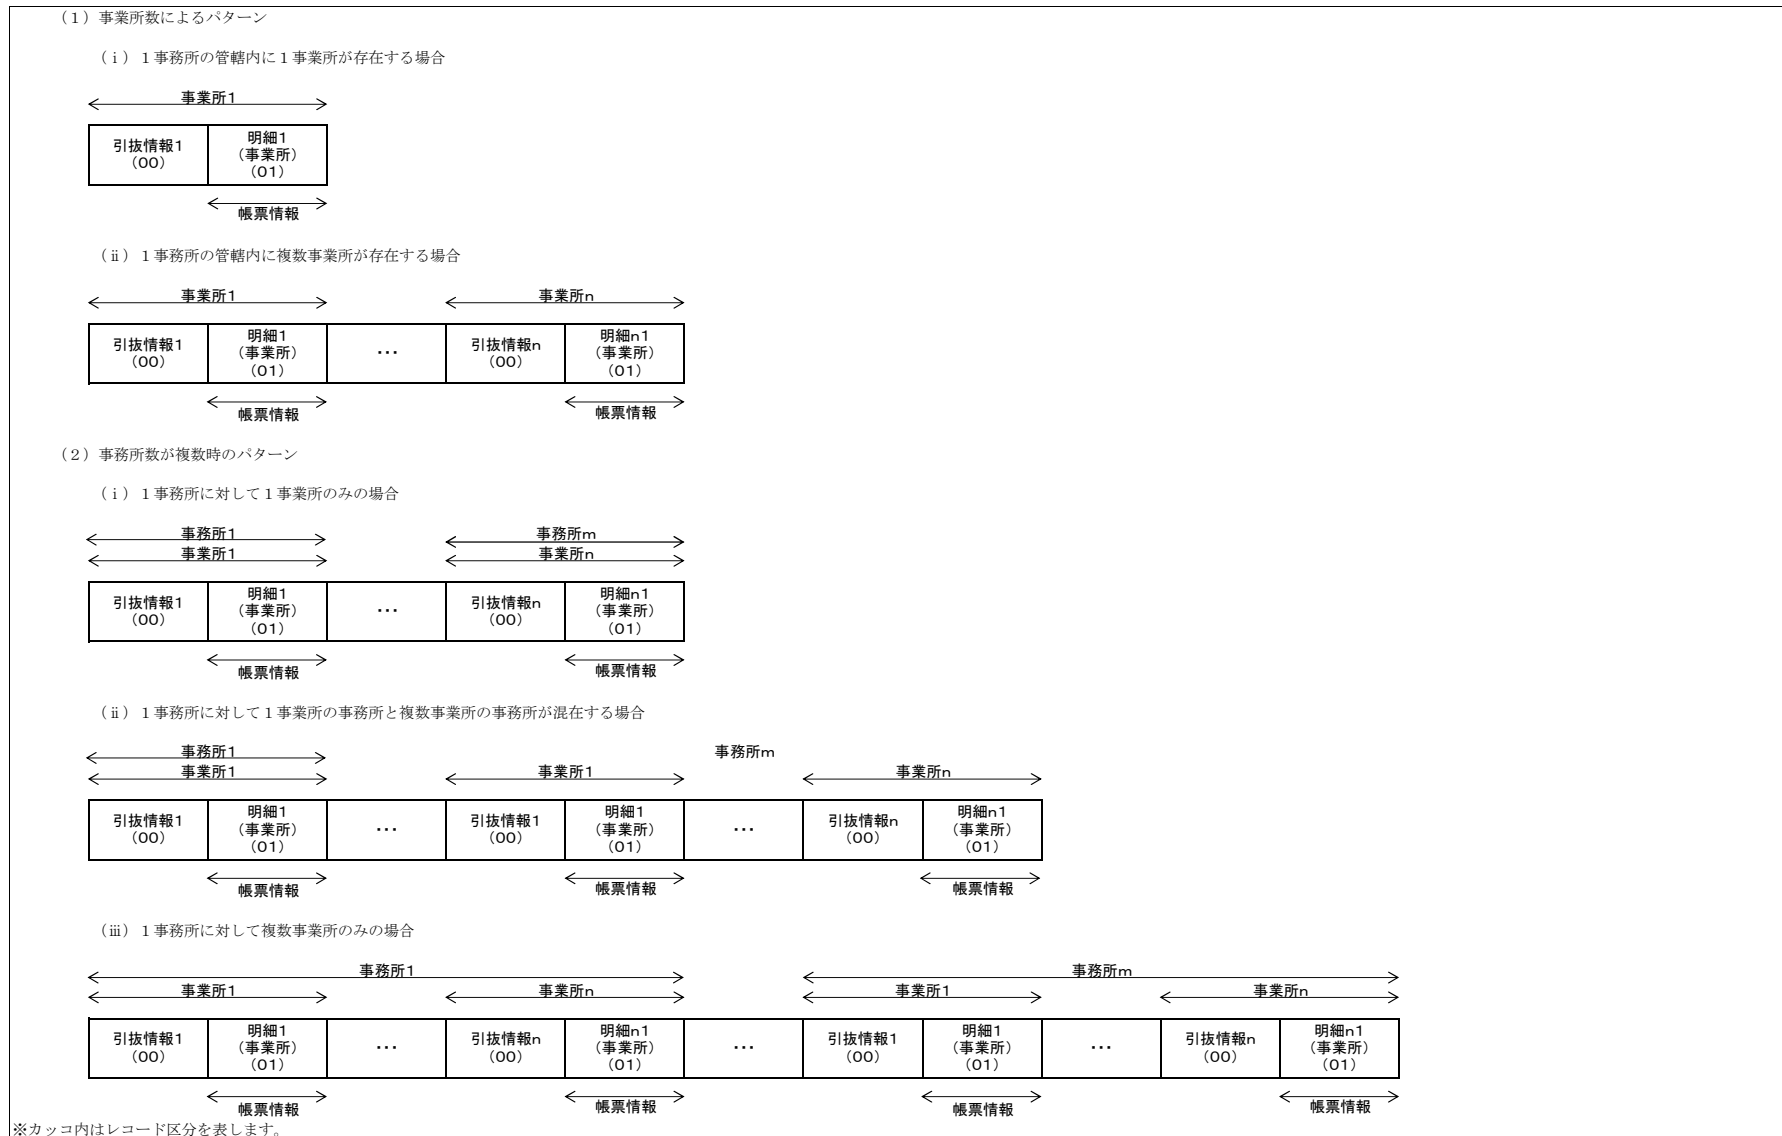 （１）事業所数によるパターン
（ⅰ）１事務所の管轄内に１事業所が存在する場合
事業所1
引抜情報1
（00）
明細1
（事業所）
（01）
帳票情報
（ⅱ）１事務所の管轄内に複数事業所が存在する場合
事業所1
事業所n
引抜情報1
（00）
明細1
（事業所）
（01）
…
引抜情報n
（00）
明細n1
（事業所）
（01）
帳票情報
帳票情報
（２）事務所数が複数時のパターン
（ⅰ）１事務所に対して１事業所のみの場合
事務所1
事務所m
事業所1
事業所n
引抜情報1
（00）
明細1
（事業所）
（01）
…
引抜情報n
（00）
明細n1
（事業所）
（01）
帳票情報
帳票情報
（ⅱ）１事務所に対して１事業所の事務所と複数事業所の事務所が混在する場合
事務所1
事務所m
事業所1
事業所1
事業所n
引抜情報1
（00）
明細1
（事業所）
（01）
…
引抜情報1
（00）
明細1
（事業所）
（01）
…
引抜情報n
（00）
明細n1
（事業所）
（01）
帳票情報
帳票情報
帳票情報
（ⅲ）１事務所に対して複数事業所のみの場合
事務所1
事務所m
事業所1
事業所n
事業所1
事業所n
引抜情報1
（00）
明細1
（事業所）
（01）
…
引抜情報n
（00）
明細n1
（事業所）
（01）
…
引抜情報1
（00）
明細1
（事業所）
（01）
…
引抜情報n
（00）
明細n1
（事業所）
（01）
帳票情報
帳票情報
帳票情報
帳票情報
※カッコ内はレコード区分を表します。